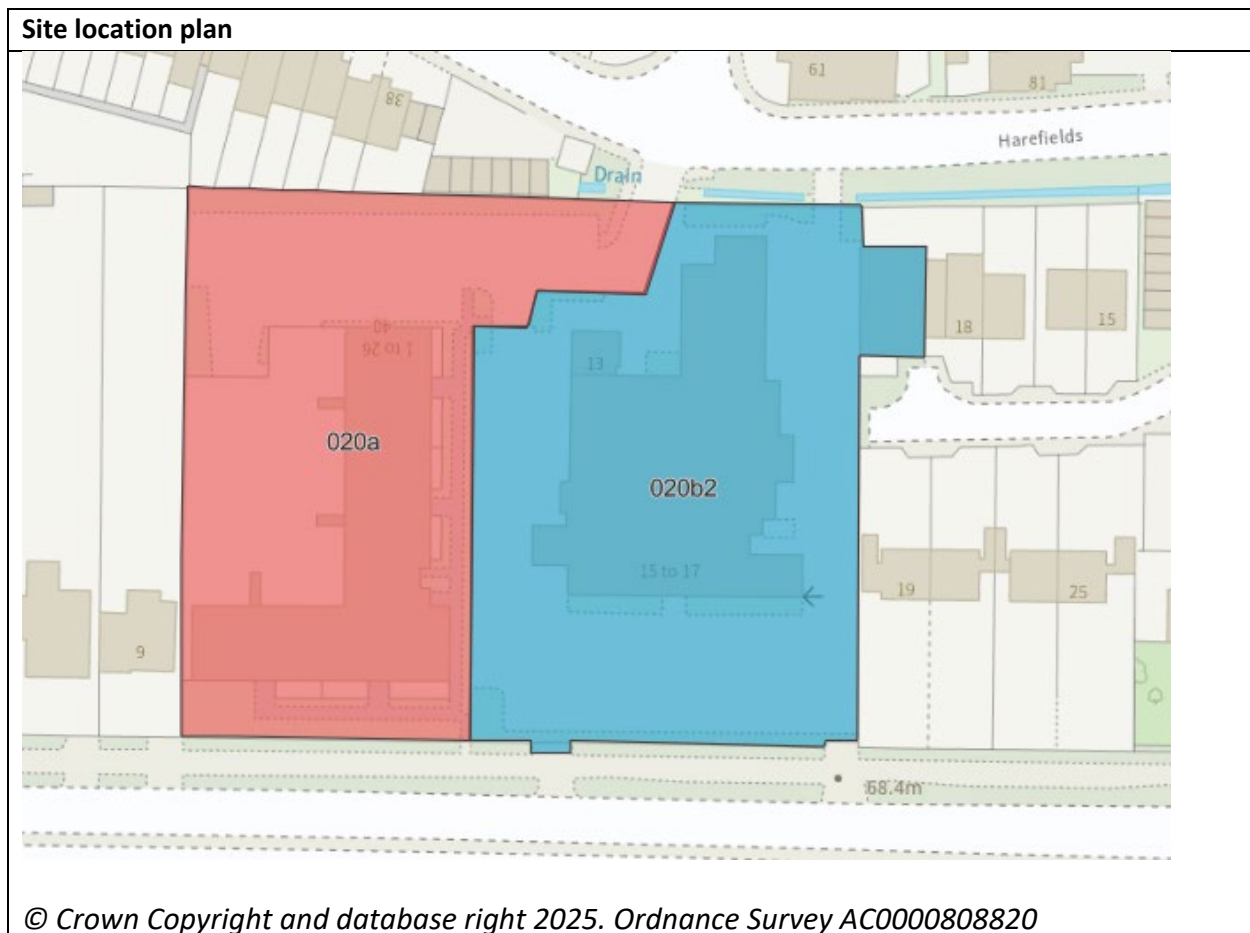 Site location plan
61
81
38
Harefields
Drain
40
1 to 26
18
15
13
020a
020b2
15 to 17
19
25
9
68.4m
© Crown Copyright and database right 2025. Ordnance Survey AC0000808820